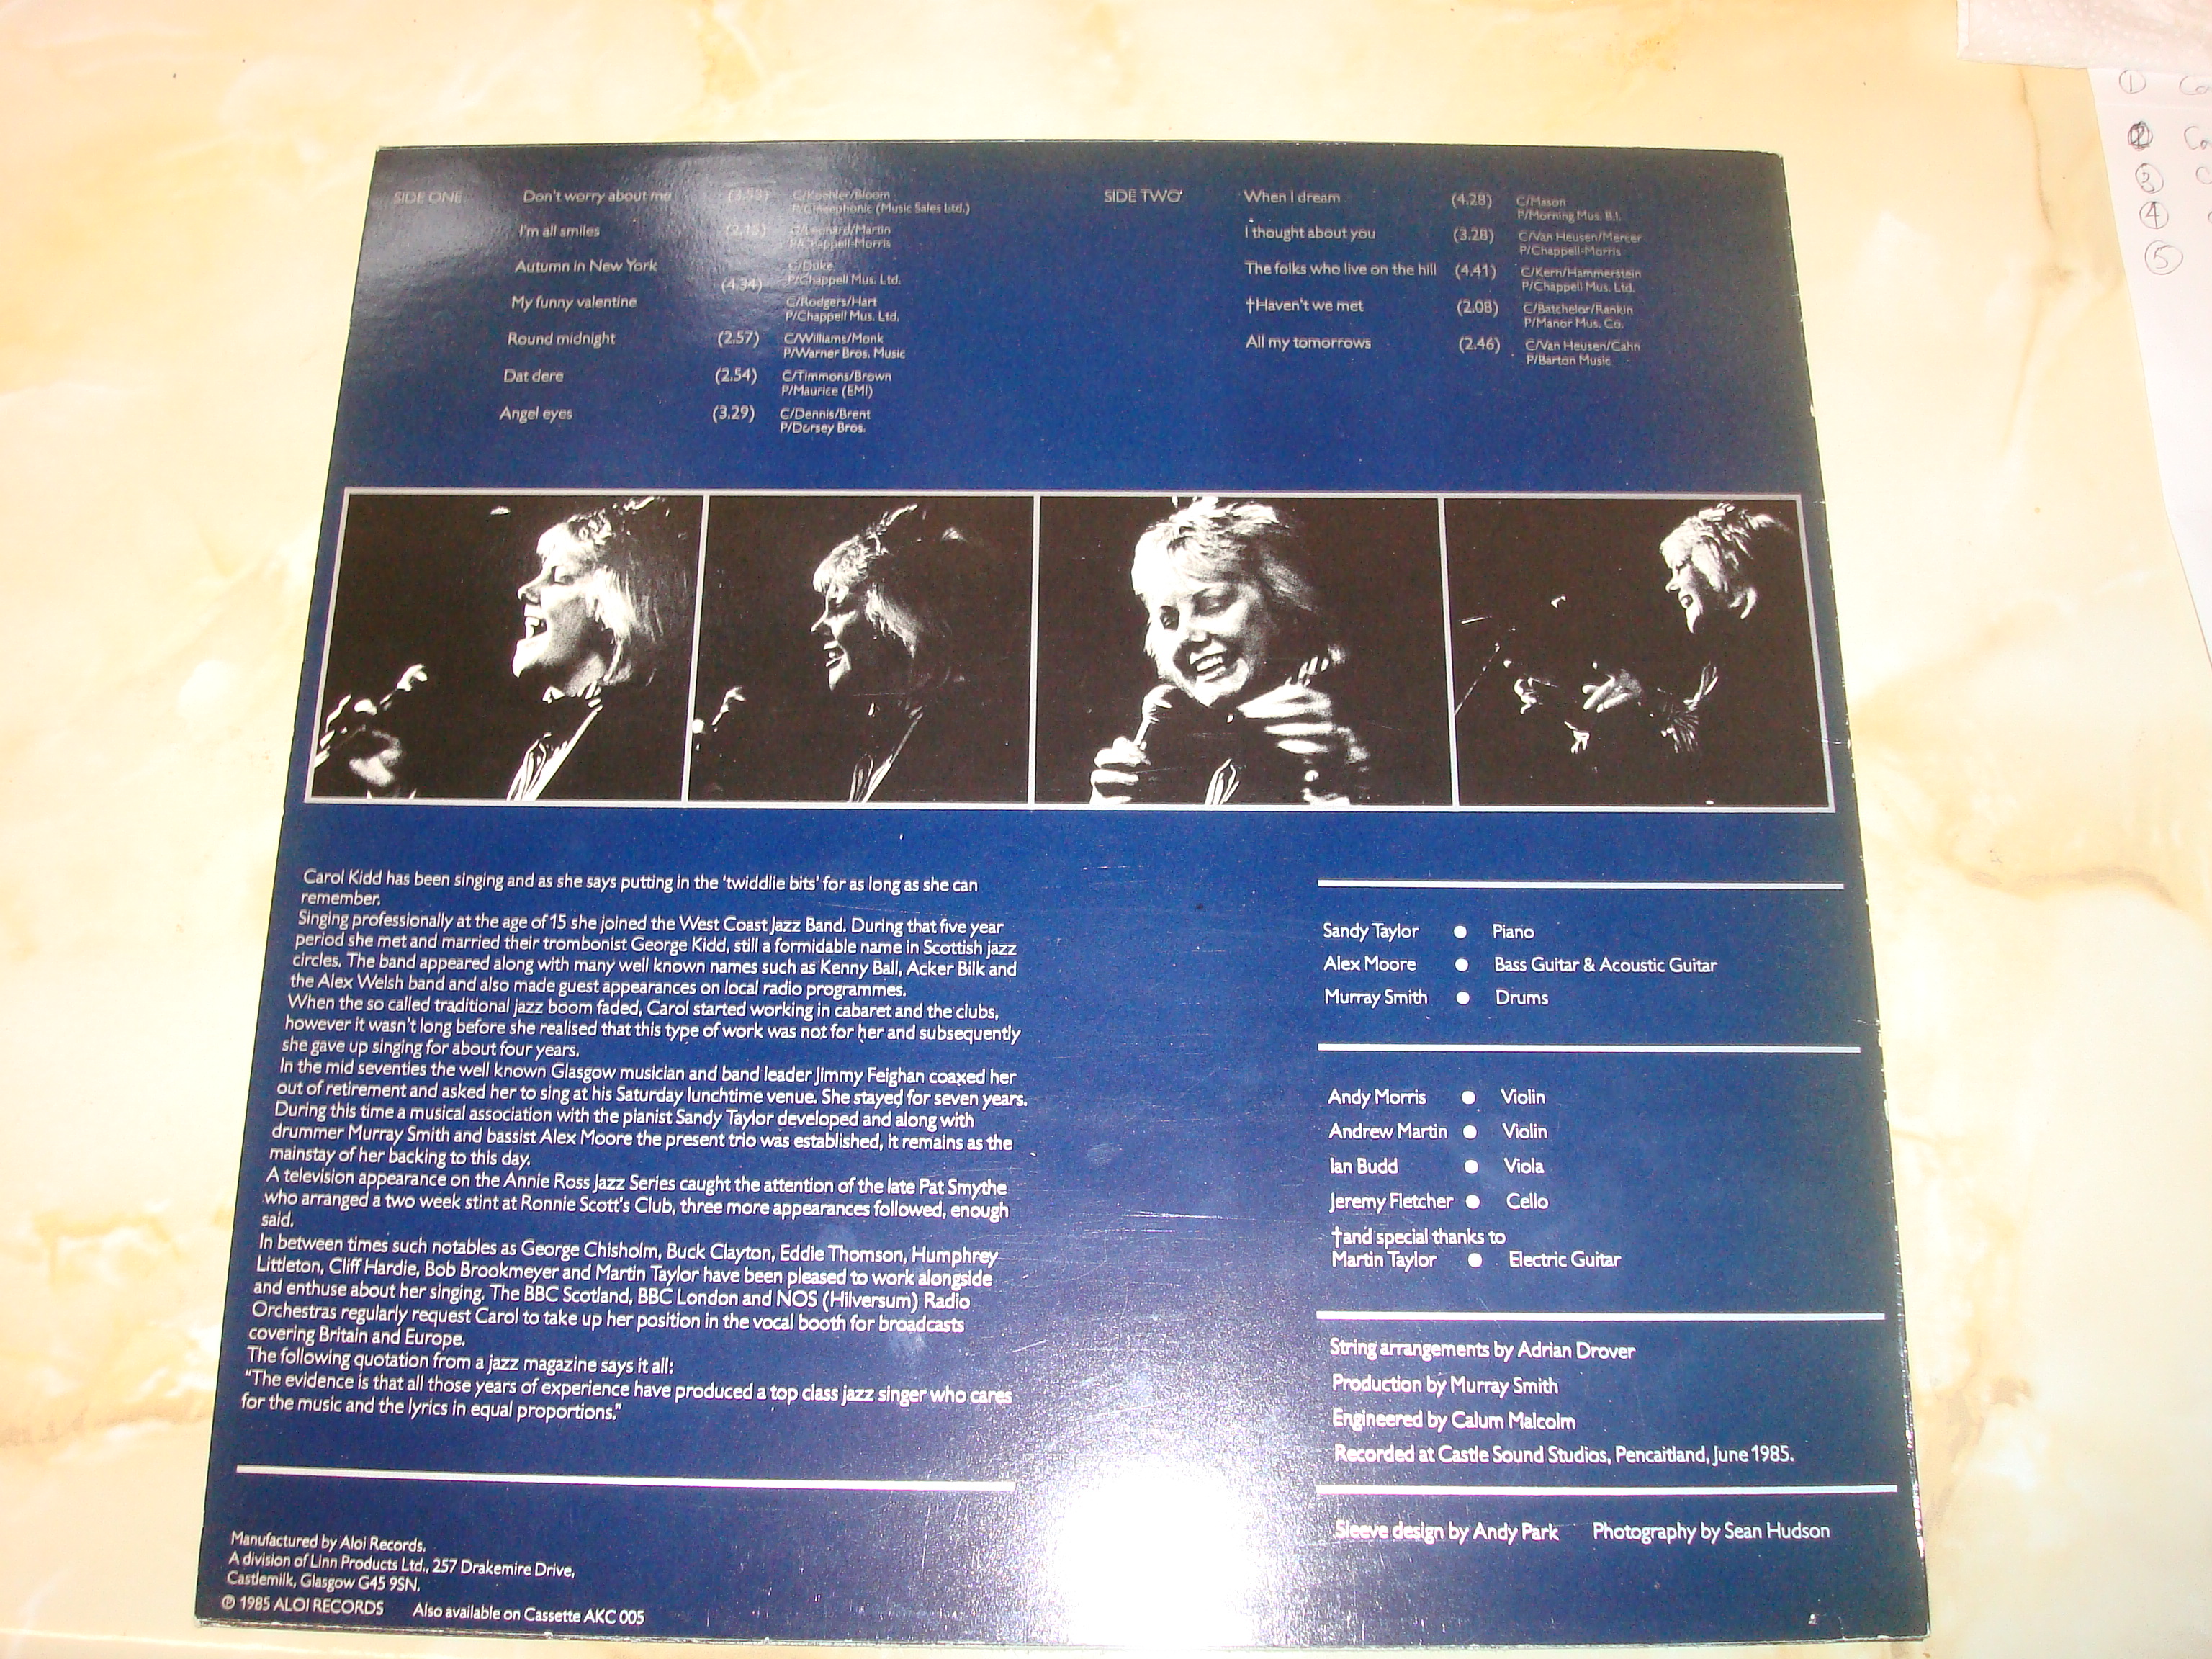 SIDE ONE
Don't worry about me (3.53) C/Koehler/Bloom
P/Cinephonic (Music Sales Ltd.)
I'm all smiles (2.15) C/Leonard/Martin
P/Chappell-Morris
Autumn in New York C/Duke
P/Chappell Mus. Ltd.
(4.34)
My funny valentine C/Rodgers/Hart
P/Chappell Mus. Ltd.
Round midnight (2.57) C/Williams/Monk
P/Warner Bros. Music
Dat dere (2.54) C/Timmons/Brown
P/Maurice (EMI)
Angel eyes (3.29) C/Dennis/Brent
P/Dorsey Bros.
SIDE TWO
When I dream (4.28) C/Mason
P/Morning Mus. B.I.
I thought about you (3.28) C/Van Heusen/Mercer
P/Chappell-Morris
The folks who live on the hill (4.41) C/Kern/Hammerstein
P/Chappell Mus. Ltd.
†Haven't we met (2.08) C/Batchelor/Rankin
P/Manor Mus. Co.
All my tomorrows (2.46) C/Van Heusen/Cahn
P/Barton Music
Carol Kidd has been singing and as she says putting in the 'twiddlie bits' for as long as she can
remember.
Singing professionally at the age of 15 she joined the West Coast Jazz Band. During that five year
period she met and married their trombonist George Kidd, still a formidable name in Scottish jazz
circles. The band appeared along with many well known names such as Kenny Ball, Acker Bilk and
the Alex Welsh band and also made guest appearances on local radio programmes.
When the so called traditional jazz boom faded, Carol started working in cabaret and the clubs,
however it wasn't long before she realised that this type of work was not for her and subsequently
she gave up singing for about four years.
In the mid seventies the well known Glasgow musician and band leader Jimmy Feighan coaxed her
out of retirement and asked her to sing at his Saturday lunchtime venue. She stayed for seven years.
During this time a musical association with the pianist Sandy Taylor developed and along with
drummer Murray Smith and bassist Alex Moore the present trio was established, it remains as the
mainstay of her backing to this day.
A television appearance on the Annie Ross Jazz Series caught the attention of the late Pat Smythe
who arranged a two week stint at Ronnie Scott's Club, three more appearances followed, enough
said.
In between times such notables as George Chisholm, Buck Clayton, Eddie Thomson, Humphrey
Littleton, Cliff Hardie, Bob Brookmeyer and Martin Taylor have been pleased to work alongside
and enthuse about her singing. The BBC Scotland, BBC London and NOS (Hilversum) Radio
Orchestras regularly request Carol to take up her position in the vocal booth for broadcasts
covering Britain and Europe.
The following quotation from a jazz magazine says it all:
"The evidence is that all those years of experience have produced a top class jazz singer who cares
for the music and the lyrics in equal proportions."
Manufactured by Aloi Records.
A division of Linn Products Ltd., 257 Drakemire Drive,
Castlemilk, Glasgow G45 9SN.
℗ 1985 ALOI RECORDS Also available on Cassette AKC 005
Sandy Taylor ● Piano
Alex Moore ● Bass Guitar & Acoustic Guitar
Murray Smith ● Drums
Andy Morris ● Violin
Andrew Martin ● Violin
Ian Budd ● Viola
Jeremy Fletcher ● Cello
†and special thanks to
Martin Taylor ● Electric Guitar
String arrangements by Adrian Drover
Production by Murray Smith
Engineered by Calum Malcolm
Recorded at Castle Sound Studios, Pencaitland, June 1985.
Sleeve design by Andy Park Photography by Sean Hudson
1
2
3
4
5